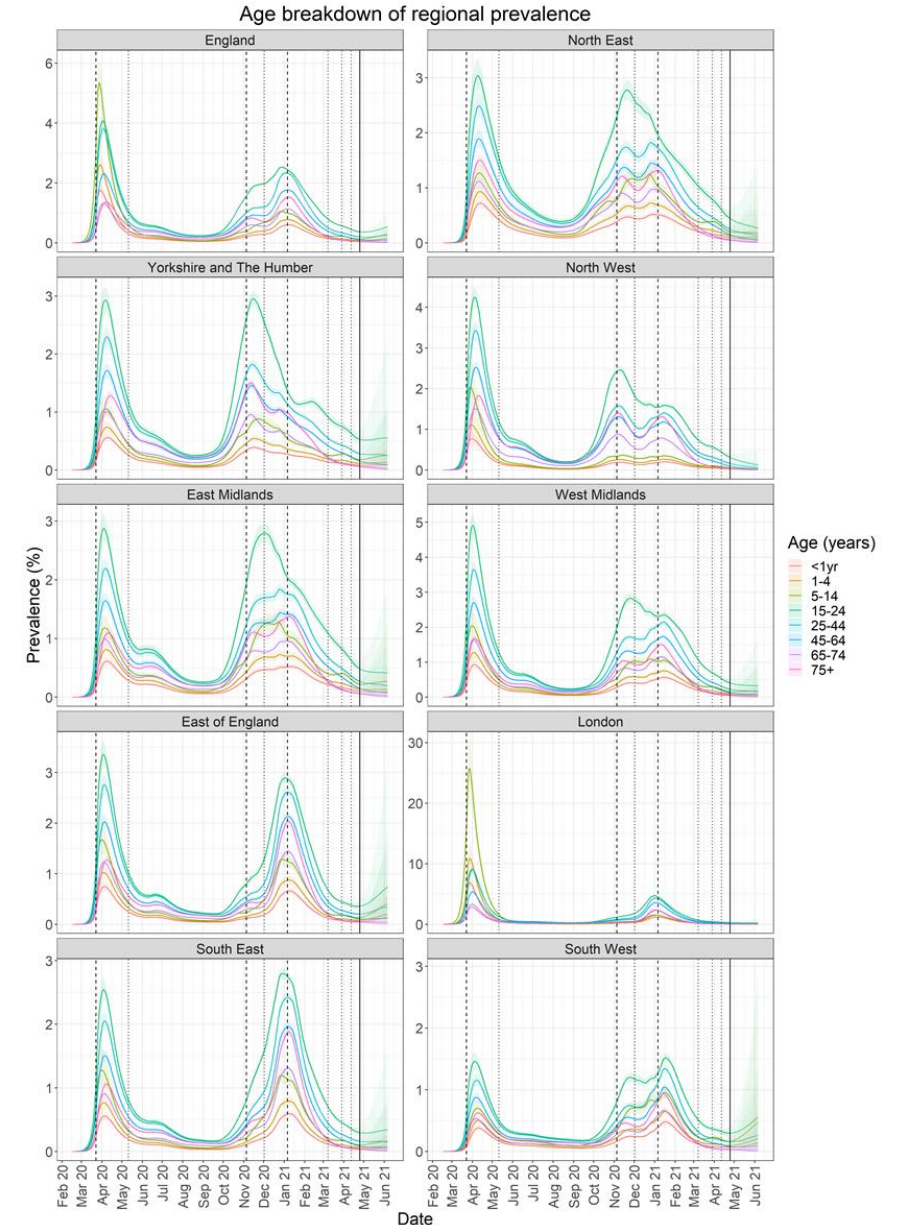 Age breakdown of regional prevalence
England
North East
6
4
2
0
3
2
1
0
Yorkshire and The Humber
North West
3
2
1
0
4
3
2
1
0
East Midlands
West Midlands
3
2
1
0
5
4
3
2
1
0
Prevalence (%)
Age (years)
<1yr
1-4
5-14
15-24
25-44
45-64
65-74
75+
East of England
London
3
2
1
0
30
20
10
0
South East
South West
3
2
1
0
3
2
1
0
Feb 20 Mar 20 Apr 20 May 20 Jun 20 Jul 20 Aug 20 Sep 20 Oct 20 Nov 20 Dec 20 Jan 21 Feb 21 Mar 21 Apr 21 May 21 Jun 21
Feb 20 Mar 20 Apr 20 May 20 Jun 20 Jul 20 Aug 20 Sep 20 Oct 20 Nov 20 Dec 20 Jan 21 Feb 21 Mar 21 Apr 21 May 21 Jun 21
Date